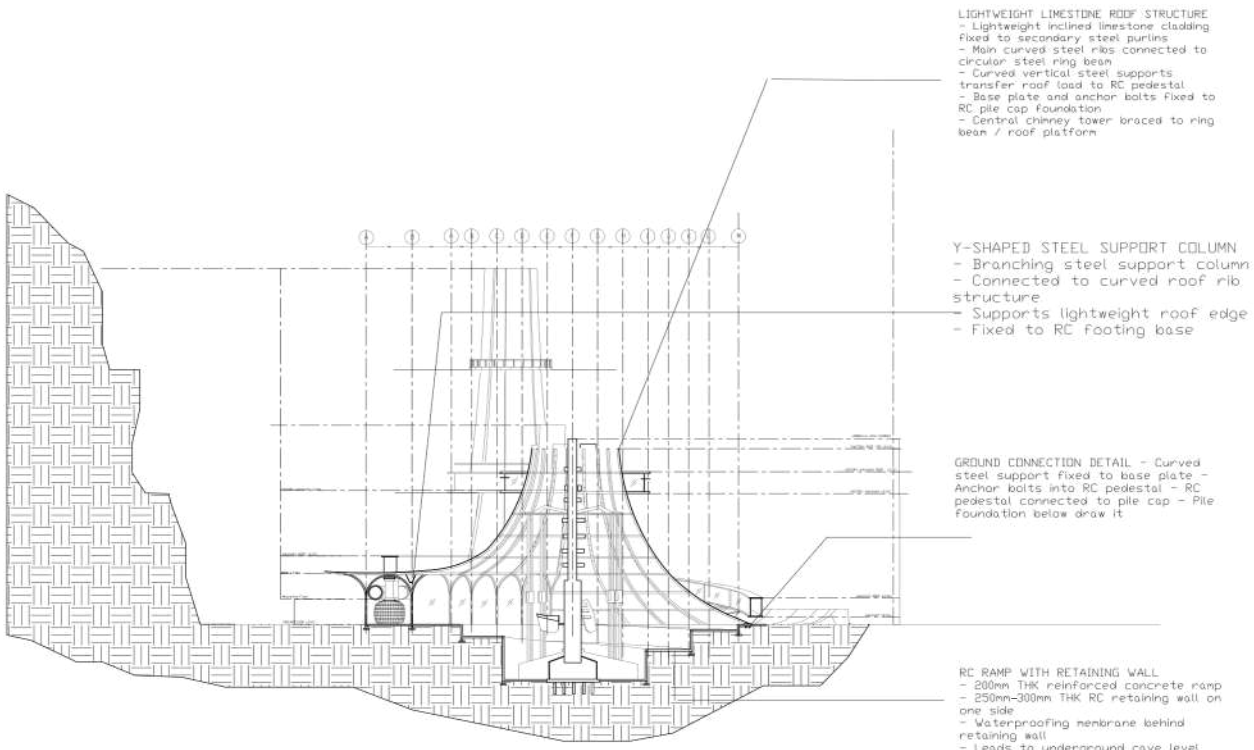 LIGHTWEIGHT LIMESTONE ROOF STRUCTURE
- Lightweight inclined limestone cladding
fixed to secondary steel purlins
- Main curved steel ribs connected to
circular steel ring beam
- Curved vertical steel supports
transfer roof load to RC pedestal
- Base plate and anchor bolts fixed to
RC pile cap foundation
- Central chimney tower braced to ring
beam / roof platform
Y-SHAPED STEEL SUPPORT COLUMN
- Branching steel support column
- Connected to curved roof rib
structure
- Supports lightweight roof edge
- Fixed to RC footing base
GROUND CONNECTION DETAIL - Curved
steel support fixed to base plate -
Anchor bolts into RC pedestal - RC
pedestal connected to pile cap - Pile
foundation below draw it
RC RAMP WITH RETAINING WALL
- 200mm THK reinforced concrete ramp
- 250mm-300mm THK RC retaining wall on
one side
- Waterproofing membrane behind
retaining wall
- Leads to underground cave level